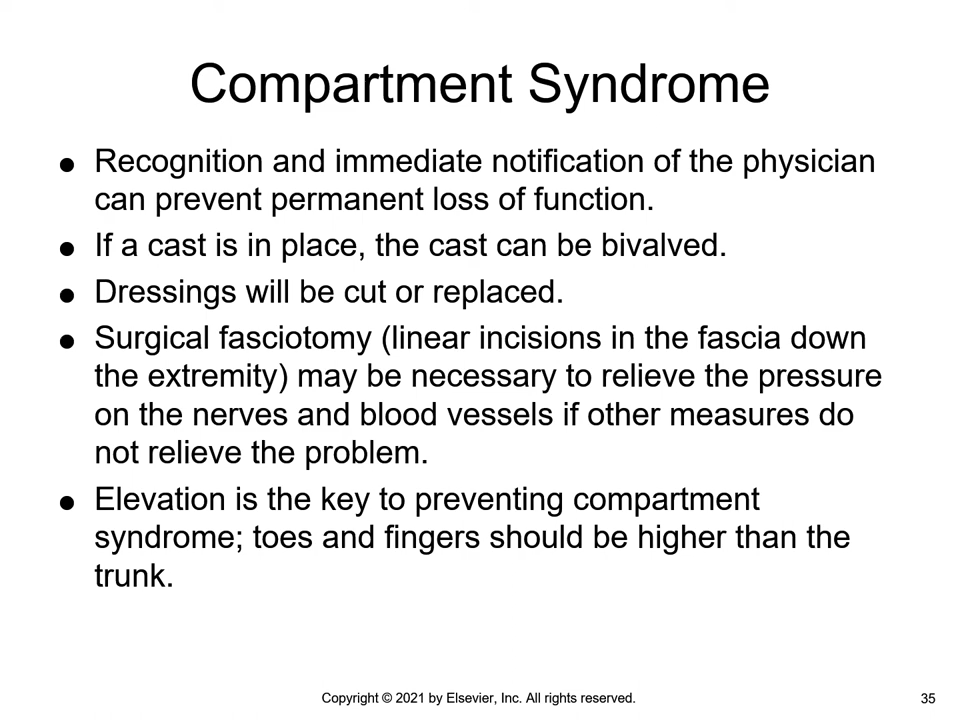 Compartment Syndrome
● Recognition and immediate notification of the physician
can prevent permanent loss of function.
● If a cast is in place, the cast can be bivalved.
● Dressings will be cut or replaced.
● Surgical fasciotomy (linear incisions in the fascia down
the extremity) may be necessary to relieve the pressure
on the nerves and blood vessels if other measures do
not relieve the problem.
● Elevation is the key to preventing compartment
syndrome; toes and fingers should be higher than the
trunk.
Copyright © 2021 by Elsevier, Inc. All rights reserved.
35